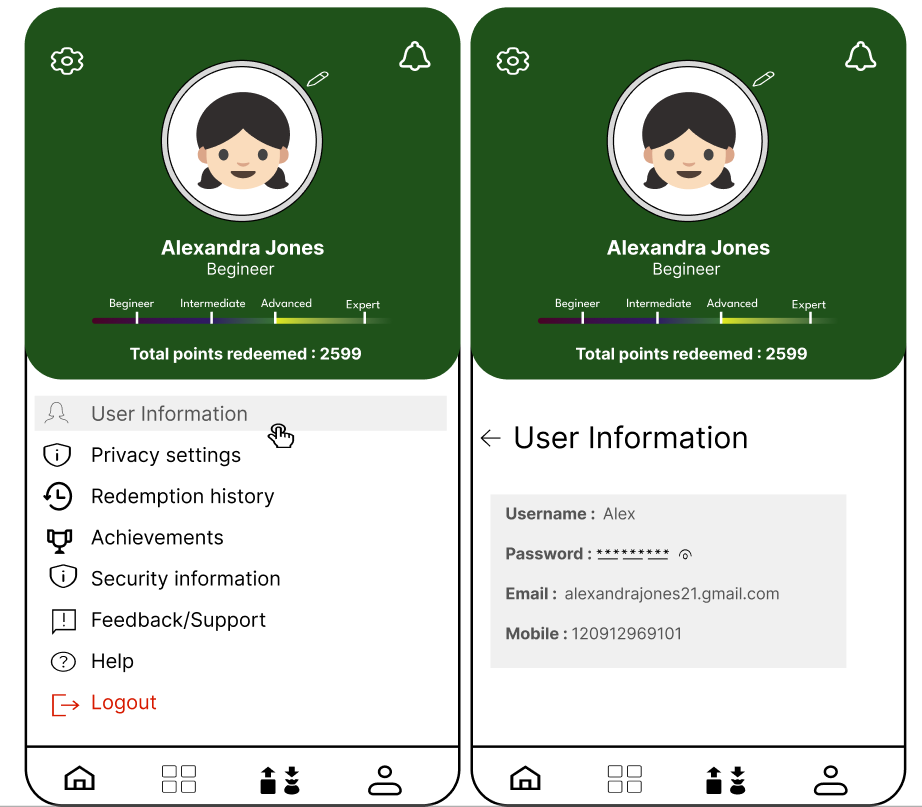 Alexandra Jones
Begineer
Begineer Intermediate Advanced Expert
Total points redeemed : 2599
User Information
Privacy settings
Redemption history
Achievements
Security information
Feedback/Support
Help
Logout
Alexandra Jones
Begineer
Begineer Intermediate Advanced Expert
Total points redeemed : 2599
User Information
Username : Alex
Password : *********
Email : alexandrajones21.gmail.com
Mobile : 120912969101